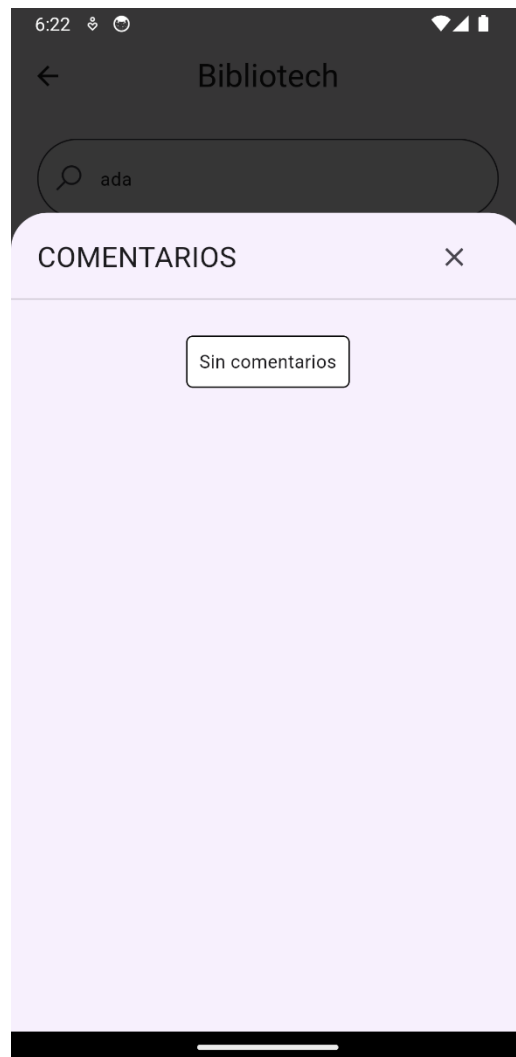 6:22
Bibliotech
ada
COMENTARIOS
Sin comentarios